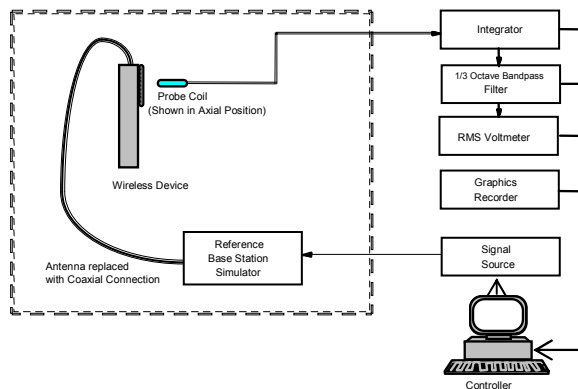 Integrator
1/3 Octave Bandpass
Filter
RMS Voltmeter
Graphics
Recorder
Probe Coil
(Shown in Axial Position)
Wireless Device
Reference
Base Station
Simulator
Signal
Source
Antenna replaced
with Coaxial Connection
Controller